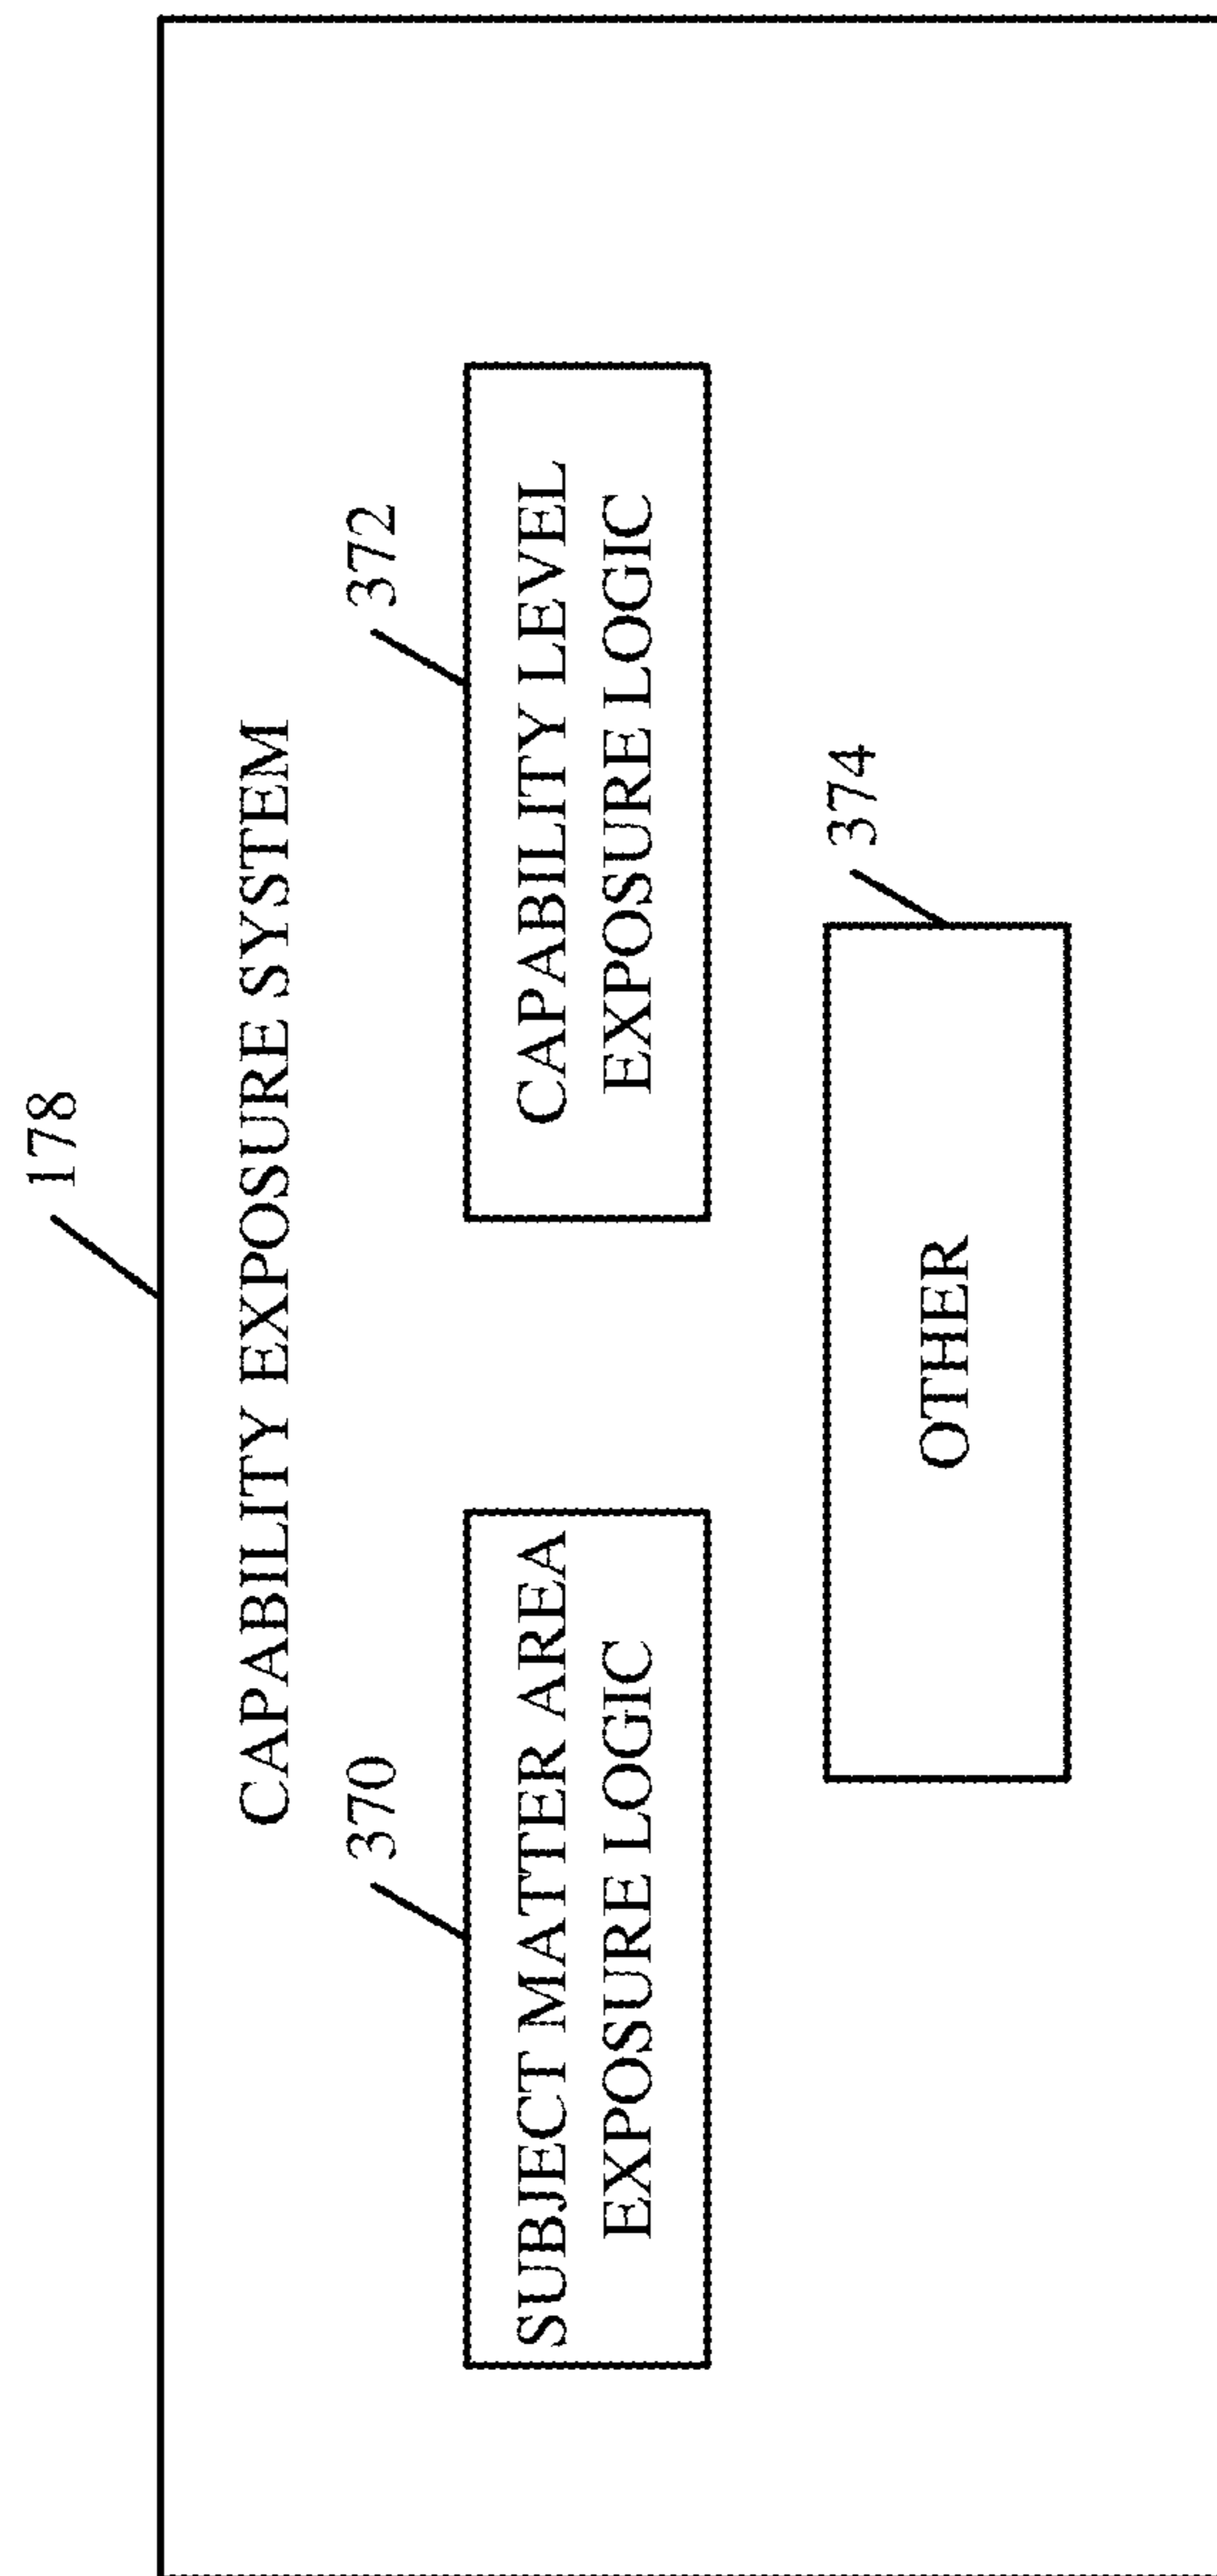 178
CAPABILITY EXPOSURE SYSTEM
370
372
SUBJECT MATTER AREA
EXPOSURE LOGIC
CAPABILITY LEVEL
EXPOSURE LOGIC
374
OTHER